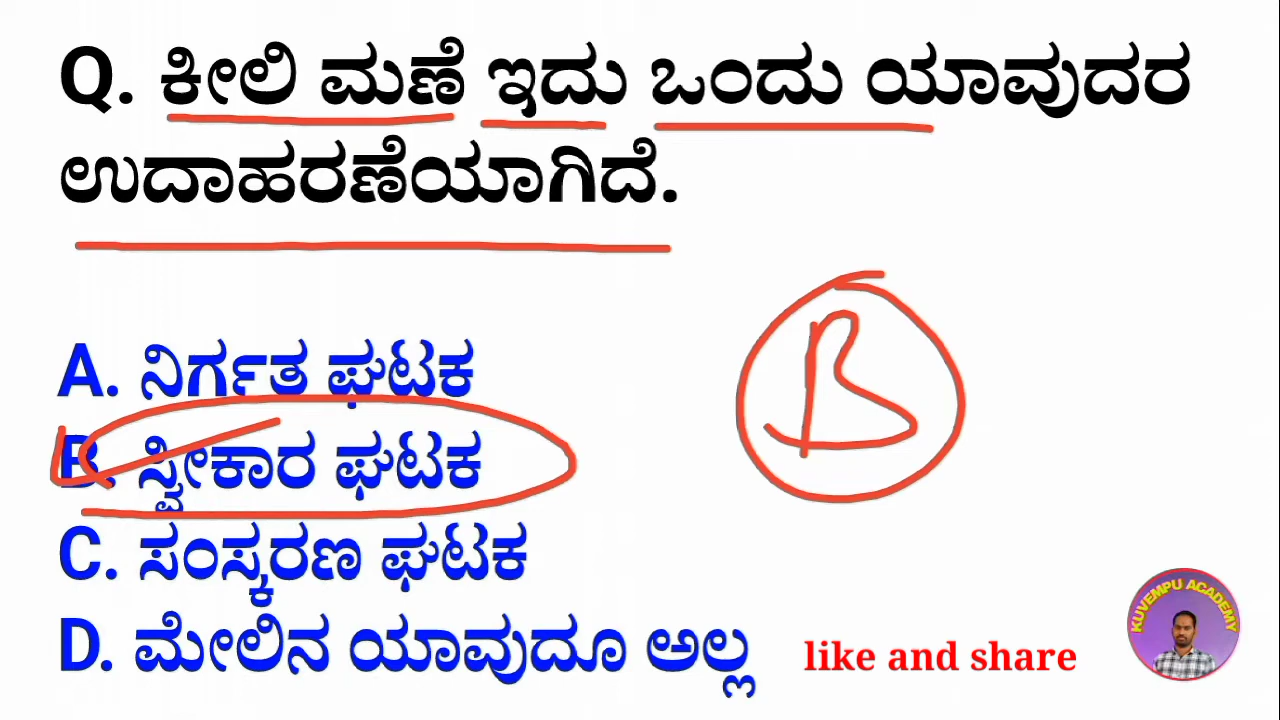 Q. ಕೀಲಿ ಮಣೆ ಇದು ಒಂದು ಯಾವುದರ
ಉದಾಹರಣೆಯಾಗಿದೆ.
A. ನಿರ್ಗತ ಘಟಕ
B. ಸ್ವೀಕಾರ ಘಟಕ
B
C. ಸಂಸ್ಕರಣ ಘಟಕ
D. ಮೇಲಿನ ಯಾವುದೂ ಅಲ್ಲ
like and share
KUVEMPU ACADEMY